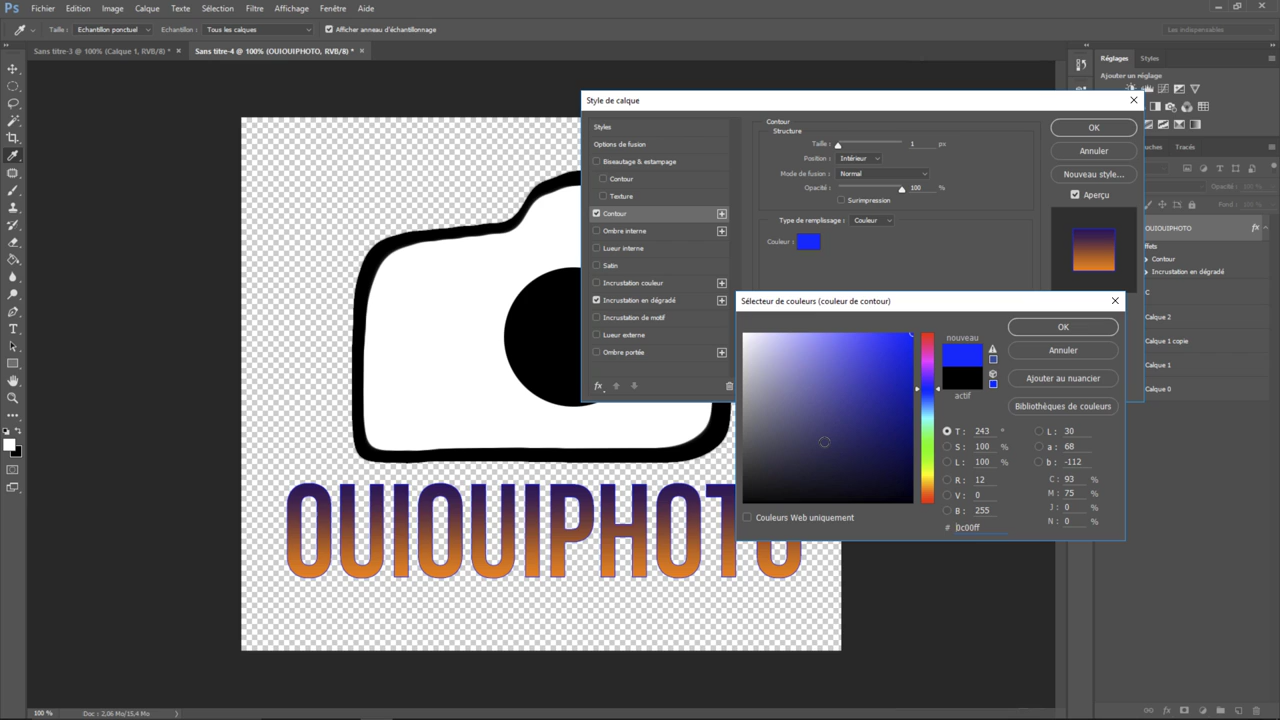 Ps Fichier Edition Image Calque Texte Sélection Filtre Affichage Fenêtre Aide
Taille : Echantillon ponctuel Echantillon : Tous les calques Afficher anneau d'échantillonnage Les indispensables
Sans titre-3 @ 100% (Calque 1, RVB/8) * × Sans titre-4 @ 100% (OUIOUIPHOTO, RVB/8) * ×
Réglages Styles
Ajouter un réglage
Style de calque
Styles
Options de fusion
Biseautage & estampage
Contour
Texture
Contour
Ombre interne
Lueur interne
Satin
Incrustation couleur
Incrustation en dégradé
Incrustation de motif
Lueur externe
Ombre portée
fx
Contour
Structure
Taille : 1 px
Position : Intérieur
Mode de fusion : Normal
Opacité : 100 %
Surimpression
Type de remplissage : Couleur
Couleur :
OK
Annuler
Nouveau style...
Aperçu
uches Tracés
Opacité : 100%
Fond : 100%
OUIOUIPHOTO fx
ffets
Contour
Incrustation en dégradé
C
Calque 2
Calque 1 copie
Calque 1
Calque 0
Sélecteur de couleurs (couleur de contour)
nouveau
actif
OK
Annuler
Ajouter au nuancier
Bibliothèques de couleurs
T : 243 °
S : 100 %
L : 100 %
R : 12
V : 0
B : 255
# 0c00ff
L : 30
a : 68
b : -112
C : 93 %
M : 75 %
J : 0 %
N : 0 %
Couleurs Web uniquement
OUIOUIPHOTO
100 % Doc : 2,06 Mo/15,4 Mo